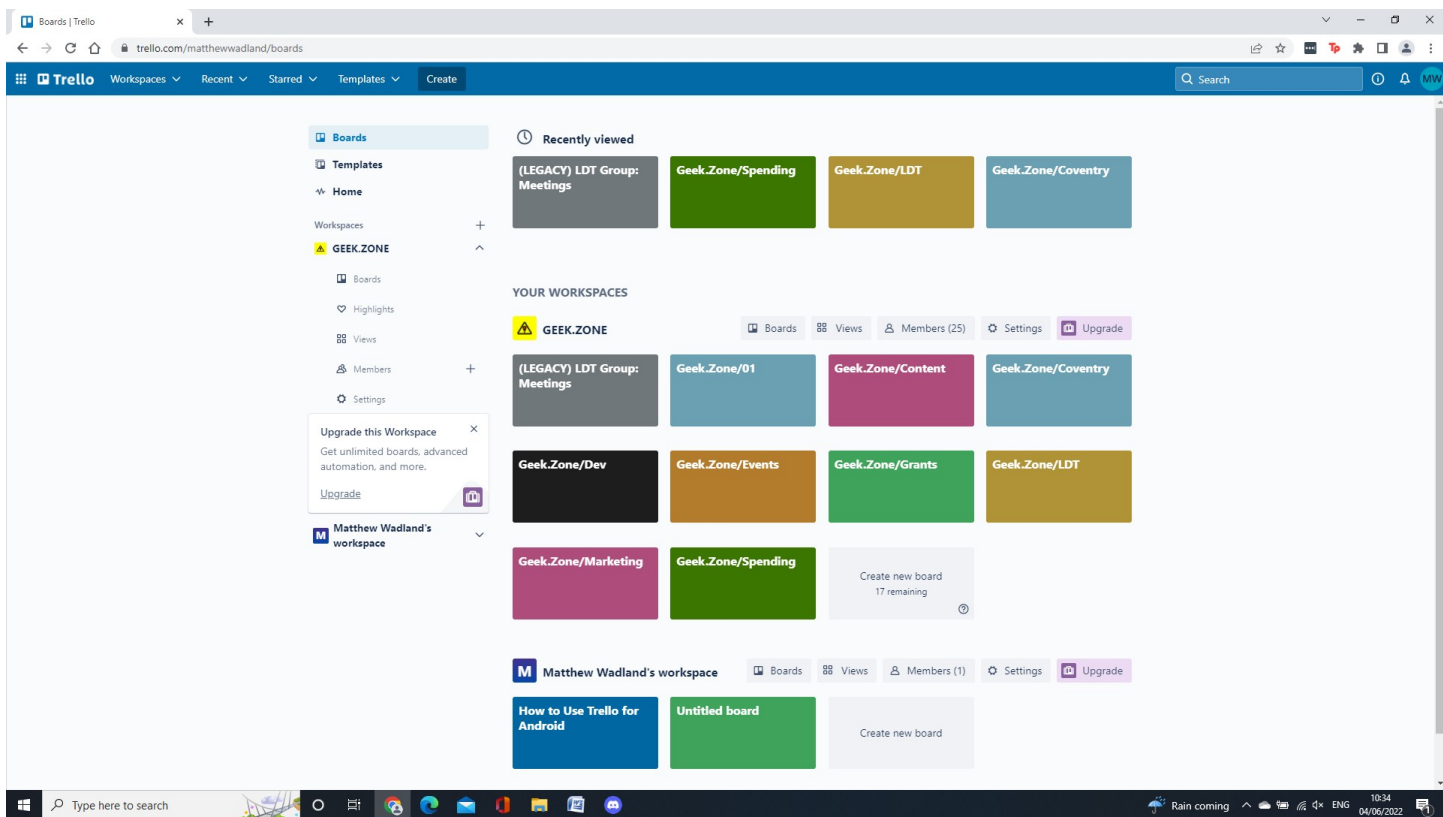 Boards | Trello
trello.com/matthewwadland/boards
Trello Workspaces Recent Starred Templates Create Search MW
Boards
Templates
Home
Workspaces
GEEK.ZONE
Boards
Highlights
Views
Members
Settings
Upgrade this Workspace
Get unlimited boards, advanced
automation, and more.
Upgrade
M Matthew Wadland's
workspace
Recently viewed
(LEGACY) LDT Group:
Meetings
Geek.Zone/Spending
Geek.Zone/LDT
Geek.Zone/Coventry
YOUR WORKSPACES
GEEK.ZONE Boards Views Members (25) Settings Upgrade
(LEGACY) LDT Group:
Meetings
Geek.Zone/01
Geek.Zone/Content
Geek.Zone/Coventry
Geek.Zone/Dev
Geek.Zone/Events
Geek.Zone/Grants
Geek.Zone/LDT
Geek.Zone/Marketing
Geek.Zone/Spending
Create new board
17 remaining
M Matthew Wadland's workspace Boards Views Members (1) Settings Upgrade
How to Use Trello for
Android
Untitled board
Create new board
Type here to search
Rain coming
ENG
10:34
04/06/2022